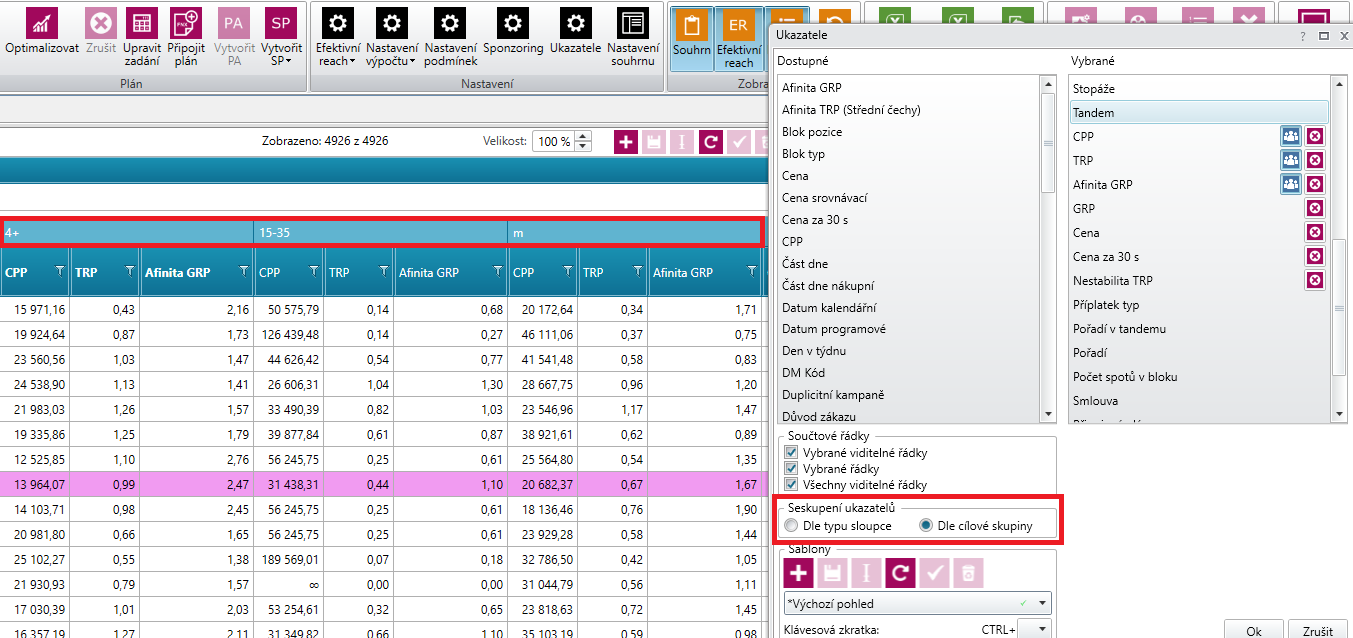 Optimalizovat
Zrušit
Upravit zadání
Připojit plán
PA
Vytvořit PA
SP
Vytvořit SP
Plán
Efektivní reach
Nastavení výpočtu
Nastavení podmínek
Sponzoring
Ukazatele
Nastavení souhrnu
Nastavení
Souhrn
ER
Efektivní reach
Zobra
Zobrazeno: 4926 z 4926
Velikost: 100 %
4+ 15-35 m
CPP TRP Afinita GRP CPP TRP Afinita GRP CPP TRP Afinita GRP
15 971,16 0,43 2,16 50 575,79 0,14 0,68 20 172,64 0,34 1,71
19 924,64 0,87 1,73 126 439,48 0,14 0,27 46 111,06 0,37 0,75
23 560,56 1,03 1,47 44 626,42 0,54 0,77 41 541,48 0,58 0,83
24 538,90 1,13 1,41 26 606,31 1,04 1,30 28 667,75 0,96 1,20
21 983,03 1,26 1,57 33 490,39 0,82 1,03 23 546,96 1,17 1,47
19 335,86 1,25 1,79 39 877,84 0,61 0,87 38 921,61 0,62 0,89
12 525,85 1,10 2,76 56 245,75 0,25 0,61 25 564,80 0,54 1,35
13 964,07 0,99 2,47 31 438,31 0,44 1,10 20 682,37 0,67 1,67
14 103,71 0,98 2,45 56 245,75 0,25 0,61 18 136,46 0,76 1,90
20 981,80 0,66 1,65 56 245,75 0,25 0,61 23 929,28 0,58 1,44
25 102,27 0,55 1,38 189 569,01 0,07 0,18 32 786,50 0,42 1,05
21 930,93 0,79 1,57 ∞ 0,00 0,00 31 044,79 0,56 1,11
17 030,39 1,01 2,03 53 254,61 0,32 0,65 23 818,63 0,72 1,45
16 357,19 1,27 2,11 31 349,82 0,66 1,10 35 103,19 0,59 0,98
Ukazatele
Dostupné
Afinita GRP
Afinita TRP (Střední čechy)
Blok pozice
Blok typ
Cena
Cena srovnávací
Cena za 30 s
CPP
Část dne
Část dne nákupní
Datum kalendářní
Datum programové
Den v týdnu
DM Kód
Duplicitní kampaně
Důvod zákazu
Vybrané
Stopáže
Tandem
CPP
TRP
Afinita GRP
GRP
Cena
Cena za 30 s
Nestabilita TRP
Příplatek typ
Pořadí v tandemu
Pořadí
Počet spotů v bloku
Smlouva
Součtové řádky
Vybrané viditelné řádky
Vybrané řádky
Všechny viditelné řádky
Seskupení ukazatelů
Dle typu sloupce Dle cílové skupiny
Šablony
*Výchozí pohled
Klávesová zkratka: CTRL+
Ok Zrušit